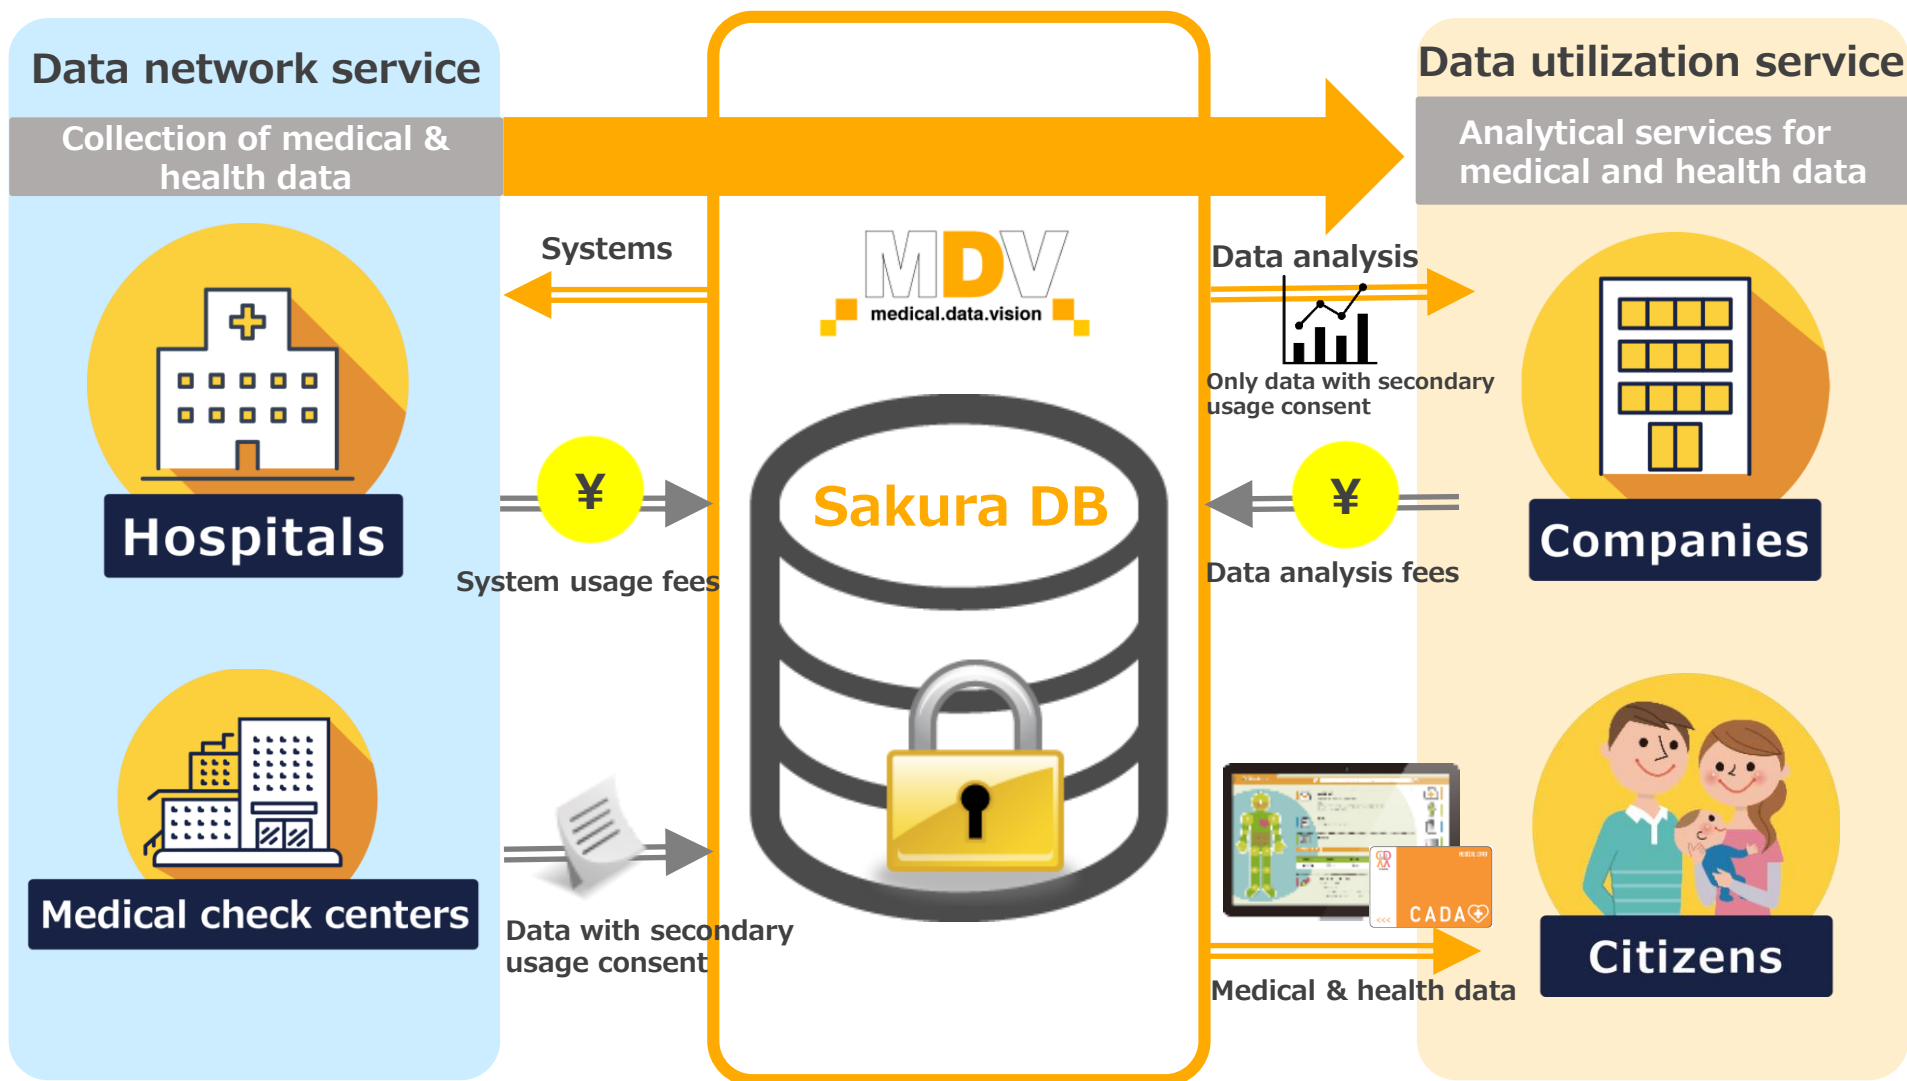 Data network service
Collection of medical &
health data
Systems
Hospitals
¥
System usage fees
Medical check centers
Data with secondary
usage consent
MDV
medical.data.vision
Sakura DB
Data utilization service
Analytical services for
medical and health data
Data analysis
Only data with secondary
usage consent
¥
Data analysis fees
Companies
CADA
Medical & health data
Citizens